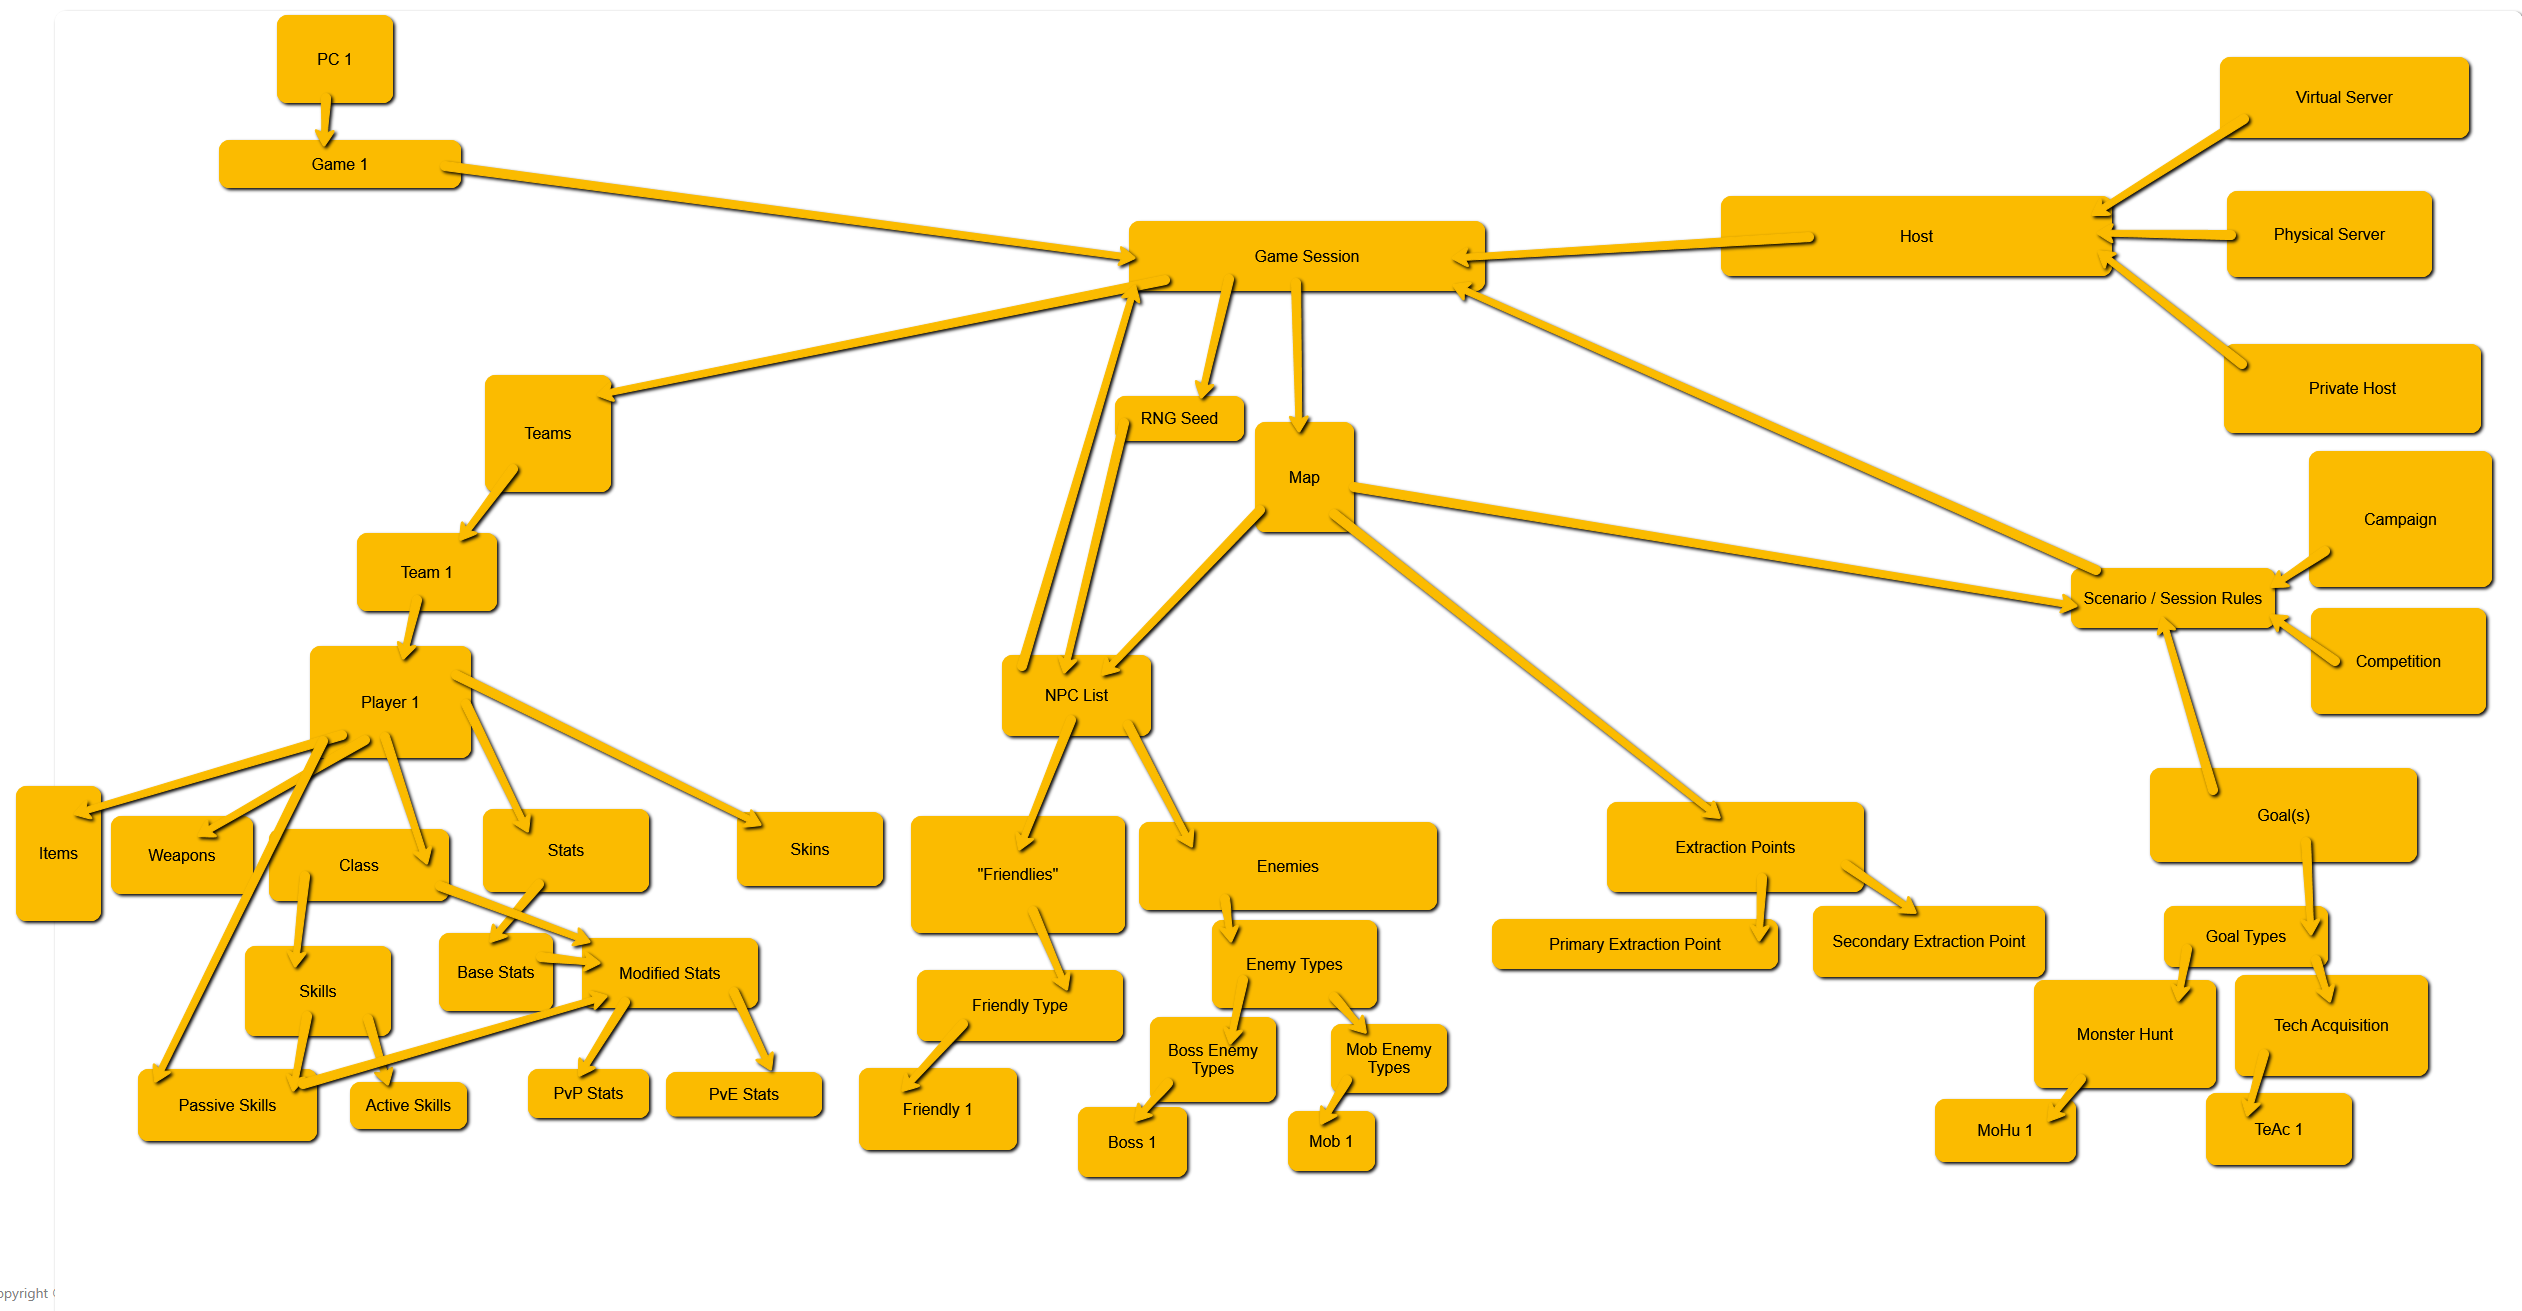 PC 1
Virtual Server
Game 1
Host
Physical Server
Game Session
Private Host
RNG Seed
Teams
Map
Campaign
Team 1
Scenario / Session Rules
Competition
Player 1
NPC List
Goal(s)
Items
Weapons
Class
Stats
Skins
"Friendlies"
Enemies
Extraction Points
Base Stats
Modified Stats
Skills
Friendly Type
Enemy Types
Primary Extraction Point
Secondary Extraction Point
Goal Types
Monster Hunt
Tech Acquisition
Boss Enemy
Types
Mob Enemy
Types
Passive Skills
Active Skills
PvP Stats
PvE Stats
Friendly 1
Boss 1
Mob 1
MoHu 1
TeAc 1
opyright ©